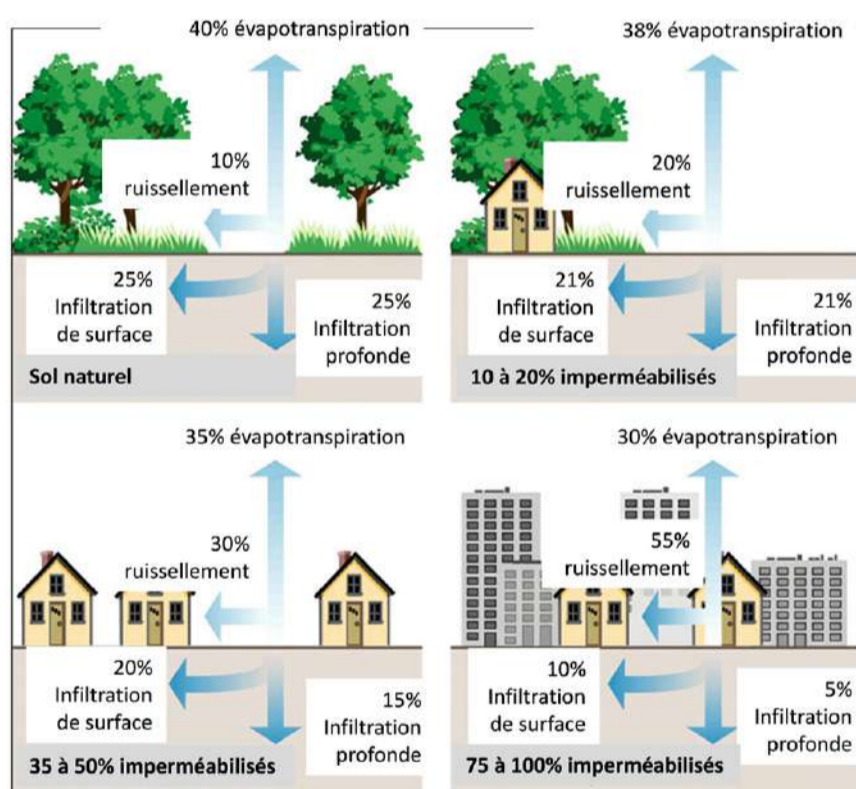 40% évapotranspiration
10%
ruissellement
25%
Infiltration
de surface
25%
Infiltration
profonde
Sol naturel
38% évapotranspiration
20%
ruissellement
21%
Infiltration
de surface
21%
Infiltration
profonde
10 à 20% imperméabilisés
35% évapotranspiration
30%
ruissellement
20%
Infiltration
de surface
15%
Infiltration
profonde
35 à 50% imperméabilisés
30% évapotranspiration
55%
ruissellement
10%
Infiltration
de surface
5%
Infiltration
profonde
75 à 100% imperméabilisés